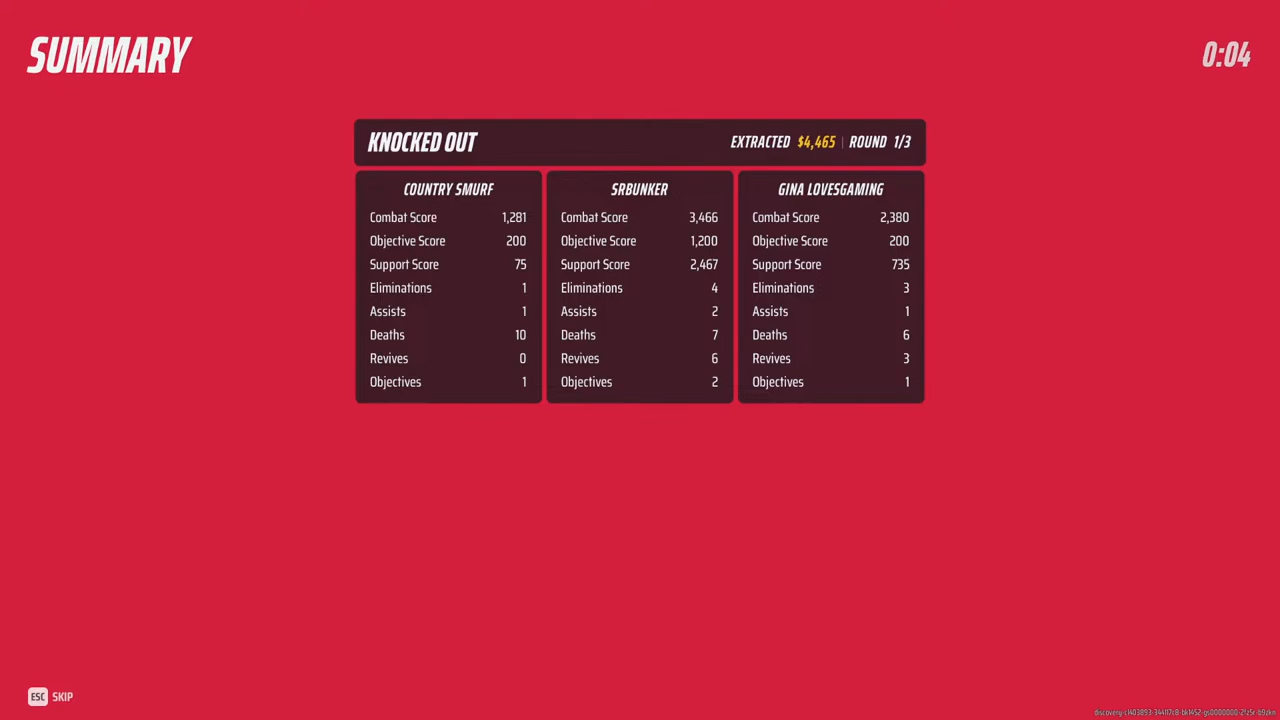 SUMMARY
0:04
KNOCKED OUT
EXTRACTED $4,465 | ROUND 1/3
COUNTRY SMURF
Combat Score 1,281
Objective Score 200
Support Score 75
Eliminations 1
Assists 1
Deaths 10
Revives 0
Objectives 1
SRBUNKER
Combat Score 3,466
Objective Score 1,200
Support Score 2,467
Eliminations 4
Assists 2
Deaths 7
Revives 6
Objectives 2
GINA LOVESGAMING
Combat Score 2,380
Objective Score 200
Support Score 735
Eliminations 3
Assists 1
Deaths 6
Revives 3
Objectives 1
ESC SKIP